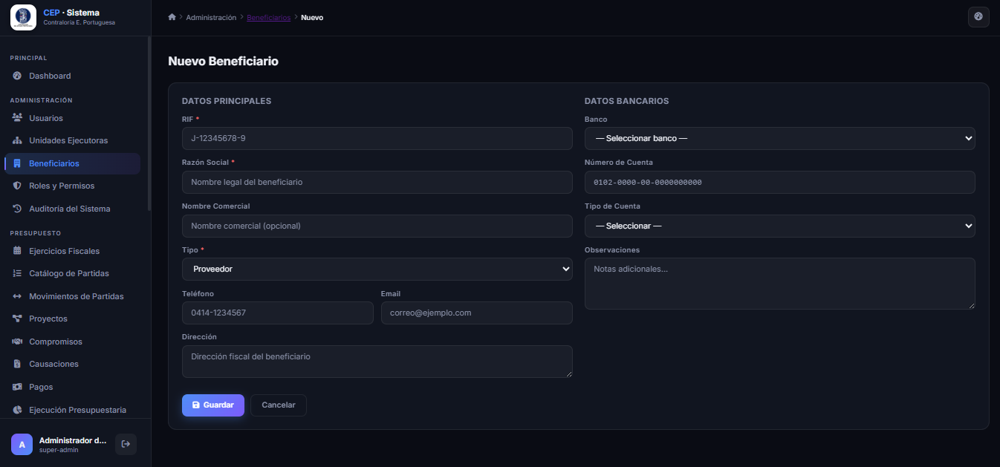 CEP · Sistema
Contraloría E. Portuguesa
PRINCIPAL
Dashboard
ADMINISTRACIÓN
Usuarios
Unidades Ejecutoras
Beneficiarios
Roles y Permisos
Auditoría del Sistema
PRESUPUESTO
Ejercicios Fiscales
Catálogo de Partidas
Movimientos de Partidas
Proyectos
Compromisos
Causaciones
Pagos
Ejecución Presupuestaria
A
Administrador d...
super-admin
Administración > Beneficiarios > Nuevo
Nuevo Beneficiario
DATOS PRINCIPALES
RIF *
J-12345678-9
Razón Social *
Nombre legal del beneficiario
Nombre Comercial
Nombre comercial (opcional)
Tipo *
Proveedor
Teléfono
0414-1234567
Email
correo@ejemplo.com
Dirección
Dirección fiscal del beneficiario
Guardar
Cancelar
DATOS BANCARIOS
Banco
— Seleccionar banco —
Número de Cuenta
0102-0000-00-0000000000
Tipo de Cuenta
— Seleccionar —
Observaciones
Notas adicionales...